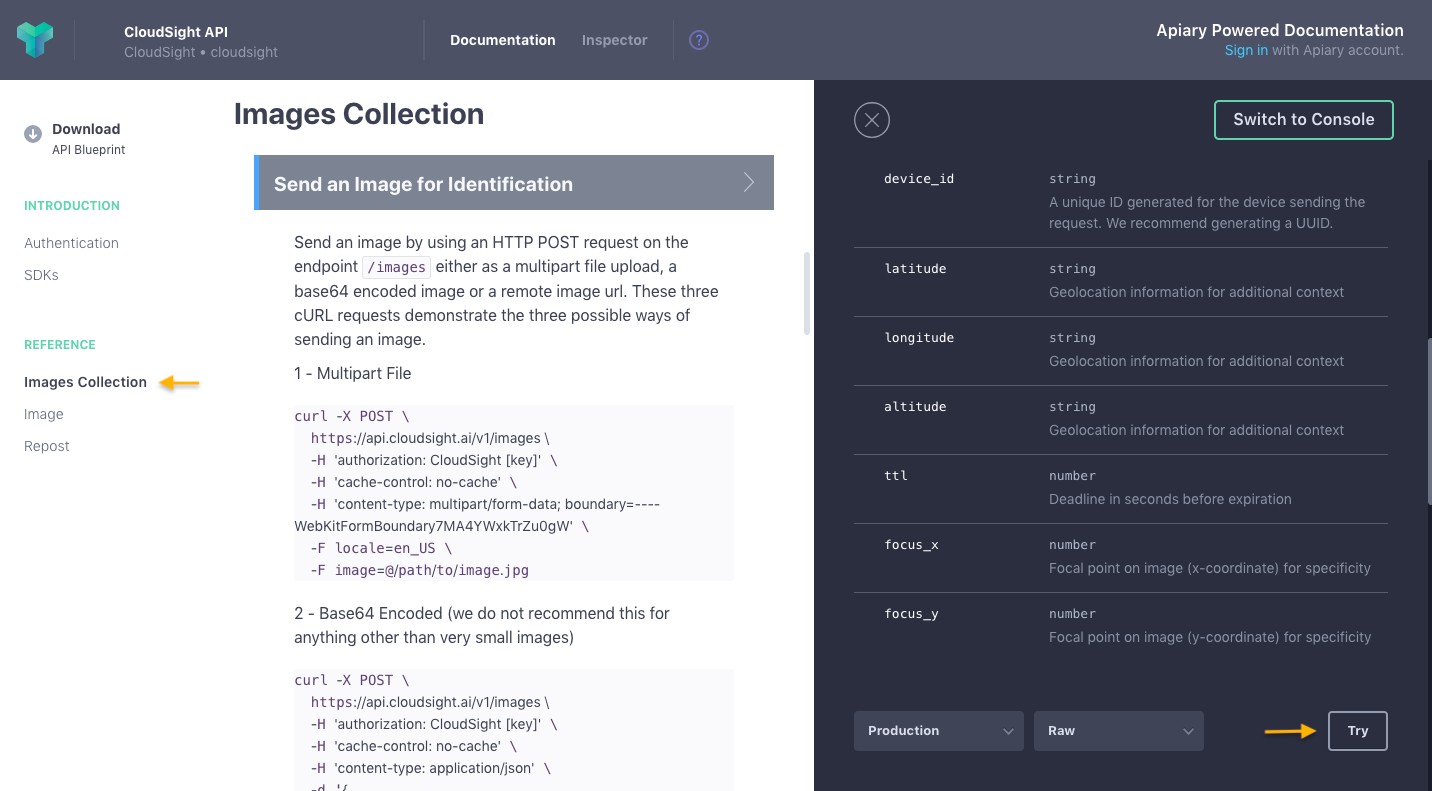 CloudSight API
CloudSight • cloudsight
Documentation
Inspector
?
Apiary Powered Documentation
Sign in with Apiary account.
Download
API Blueprint
INTRODUCTION
Authentication
SDKs
REFERENCE
Images Collection
Image
Repost
Images Collection
Send an Image for Identification
Send an image by using an HTTP POST request on the
endpoint /images either as a multipart file upload, a
base64 encoded image or a remote image url. These three
cURL requests demonstrate the three possible ways of
sending an image.
1 - Multipart File
curl -X POST \
https://api.cloudsight.ai/v1/images \
-H 'authorization: CloudSight [key]' \
-H 'cache-control: no-cache' \
-H 'content-type: multipart/form-data; boundary=----
WebKitFormBoundary7MA4YWxkTrZu0gW' \
-F locale=en_US \
-F image=@/path/to/image.jpg
2 - Base64 Encoded (we do not recommend this for
anything other than very small images)
curl -X POST \
https://api.cloudsight.ai/v1/images \
-H 'authorization: CloudSight [key]' \
-H 'cache-control: no-cache' \
-H 'content-type: application/json' \
-d '{
Switch to Console
device_id
string
A unique ID generated for the device sending the
request. We recommend generating a UUID.
latitude
string
Geolocation information for additional context
longitude
string
Geolocation information for additional context
altitude
string
Geolocation information for additional context
ttl
number
Deadline in seconds before expiration
focus_x
number
Focal point on image (x-coordinate) for specificity
focus_y
number
Focal point on image (y-coordinate) for specificity
Production
Raw
Try